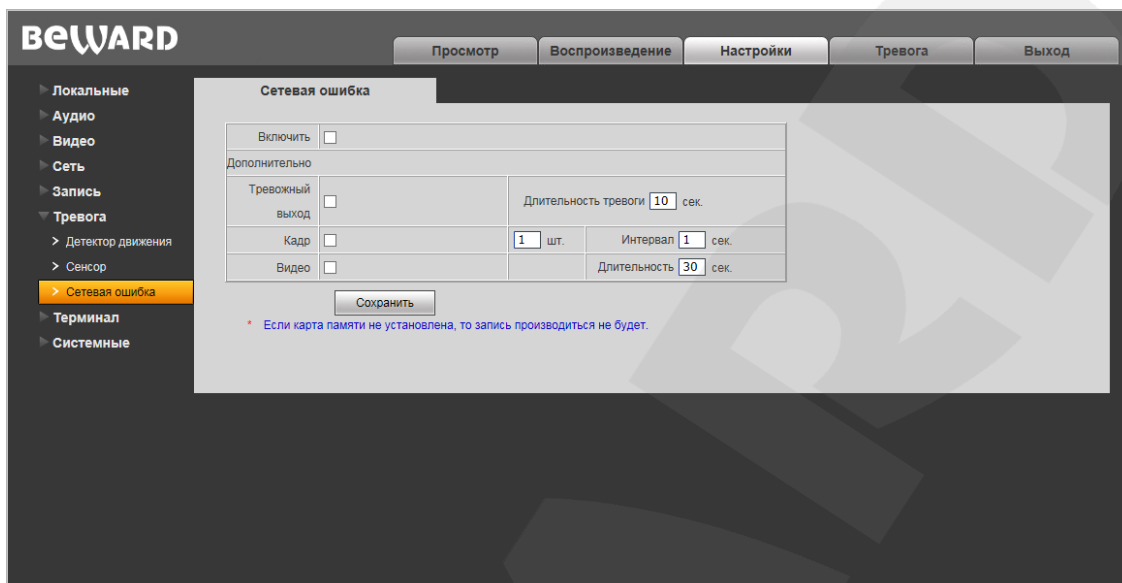 BEWARD
Просмотр Воспроизведение Настройки Тревога Выход
Локальные
Аудио
Видео
Сеть
Запись
Тревога
Детектор движения
Сенсор
Сетевая ошибка
Терминал
Системные
Сетевая ошибка
Включить
Дополнительно
Тревожный
выход
Длительность тревоги 10 сек.
Кадр 1 шт. Интервал 1 сек.
Видео Длительность 30 сек.
Сохранить
* Если карта памяти не установлена, то запись производиться не будет.